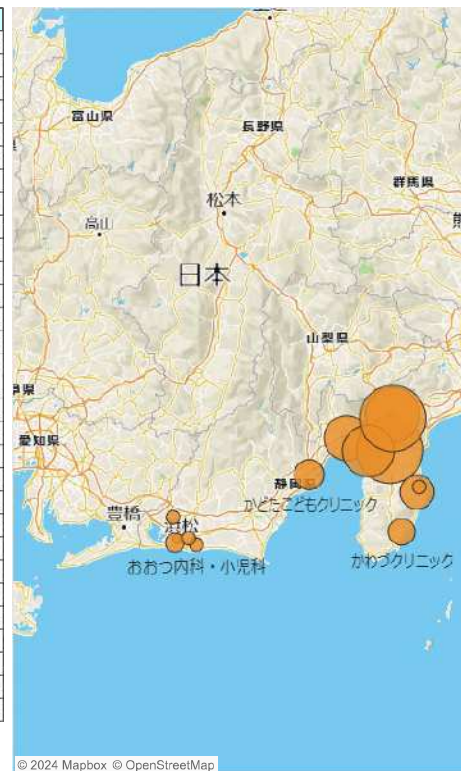 富山県
長野県
群馬県
松本
高山
日本
山梨県
愛知県
静岡県
かどたこどもクリニック
豊橋
浜松
おおつ内科・小児科
かわづクリニック
© 2024 Mapbox © OpenStreetMap